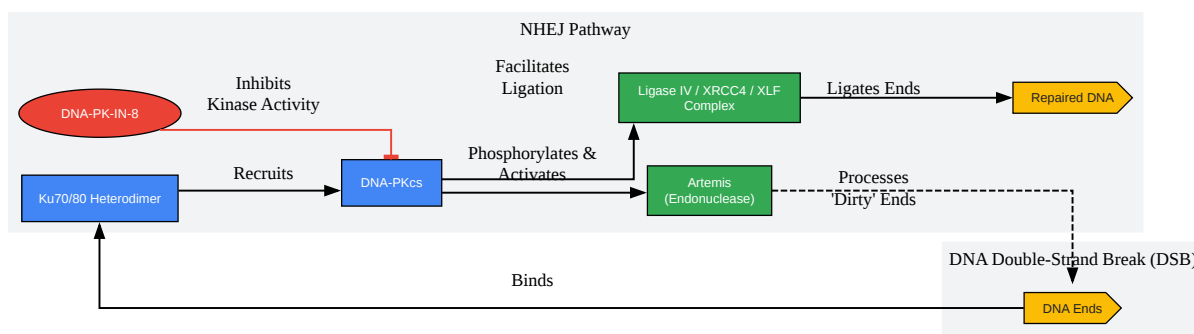 NHEJ Pathway
Facilitates
Ligation
Inhibits
Kinase Activity
Ligase IV / XRCC4 / XLF
Complex
Ligates Ends
Repaired DNA
DNA-PK-IN-8
Phosphorylates &
Activates
Recruits
DNA-PKcs
Artemis
(Endonuclease)
Processes
'Dirty' Ends
Ku70/80 Heterodimer
DNA Double-Strand Break (DSB)
Binds
DNA Ends